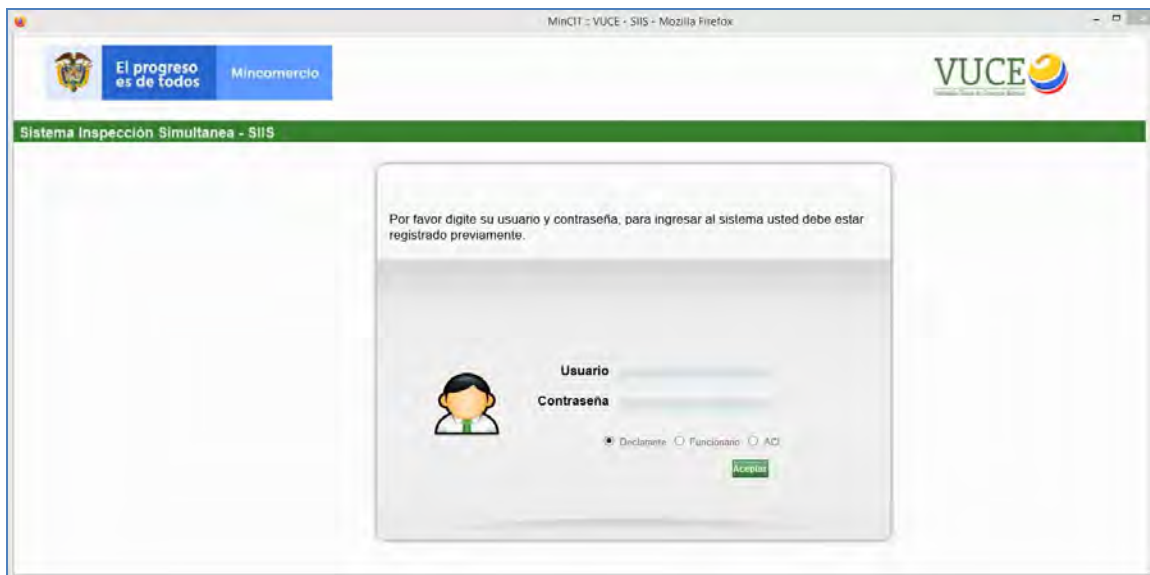 MinCIT :: VUCE - SIIS - Mozilla Firefox
El progreso
es de todos
Mincomercio
VUCE
Sistema Inspección Simultanea - SIIS
Por favor digite su usuario y contraseña, para ingresar al sistema usted debe estar
registrado previamente.
Usuario
Contraseña
Declarante Funcionario ACI
Aceptar